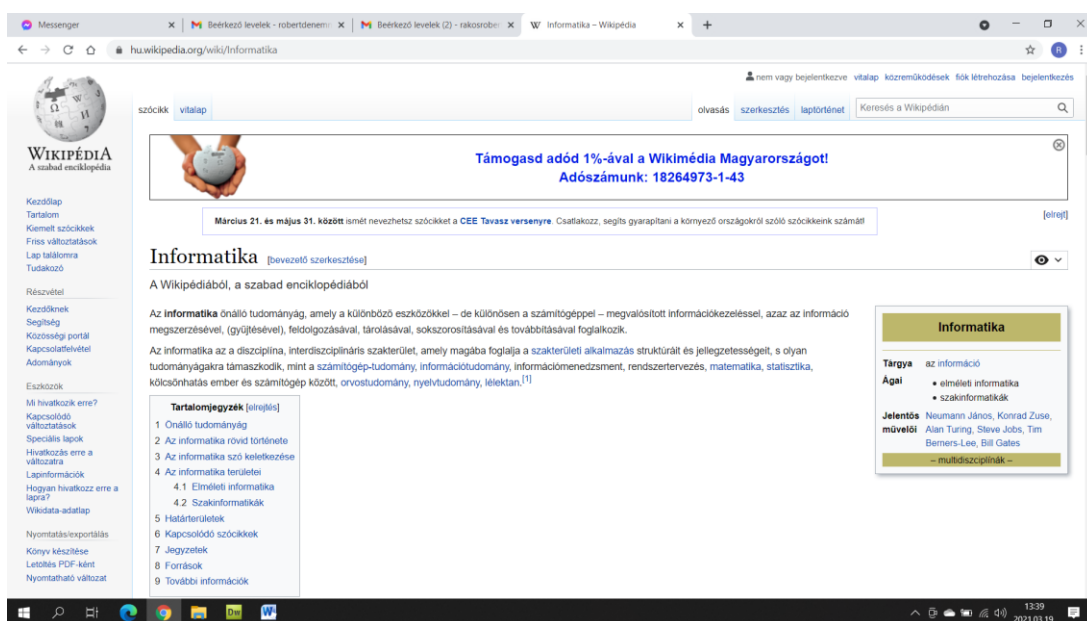 Messenger
Beérkező levelek - robertdenem
Beérkező levelek (2) - rakosrober
W Informatika – Wikipédia
hu.wikipedia.org/wiki/Informatika
R
nem vagy bejelentkezve vitalap közreműködések fiók létrehozása bejelentkezés
szócikk vitalap
olvasás szerkesztés laptörténet Keresés a Wikipédián
WIKIPÉDIA
A szabad enciklopédia
Kezdőlap
Tartalom
Kiemelt szócikkek
Friss változtatások
Lap találomra
Tudakozó
Részvétel
Kezdőknek
Segítség
Közösségi portál
Kapcsolatfelvétel
Adományok
Eszközök
Mi hivatkozik erre?
Kapcsolódó
változtatások
Speciális lapok
Hivatkozás erre a
változatra
Lapinformációk
Hogyan hivatkozz erre a
lapra?
Wikidata-adatlap
Nyomtatás/exportálás
Könyv készítése
Letöltés PDF-ként
Nyomtatható változat
Támogasd adód 1%-ával a Wikimédia Magyarországot!
Adószámunk: 18264973-1-43
Március 21. és május 31. között ismét nevezhetsz szócikket a CEE Tavasz versenyre. Csatlakozz, segíts gyarapítani a környező országokról szóló szócikkeink számát!
[elrejt]
Informatika [bevezető szerkesztése]
A Wikipédiából, a szabad enciklopédiából
Az informatika önálló tudományág, amely a különböző eszközökkel – de különösen a számítógéppel – megvalósított információkezeléssel, azaz az információ
megszerzésével, (gyűjtésével), feldolgozásával, tárolásával, sokszorosításával és továbbításával foglalkozik.
Az informatika az a diszciplína, interdiszciplináris szakterület, amely magába foglalja a szakterületi alkalmazás struktúráit és jellegzetességeit, s olyan
tudományágakra támaszkodik, mint a számítógép-tudomány, információtudomány, információmenedzsment, rendszertervezés, matematika, statisztika,
kölcsönhatás ember és számítógép között, orvostudomány, nyelvtudomány, lélektan.[1]
Tartalomjegyzék [elrejtés]
1 Önálló tudományág
2 Az informatika rövid története
3 Az informatika szó keletkezése
4 Az informatika területei
4.1 Elméleti informatika
4.2 Szakinformatikák
5 Határterületek
6 Kapcsolódó szócikkek
7 Jegyzetek
8 Források
9 További információk
Informatika
Tárgya az információ
Ágai • elméleti informatika
• szakinformatikák
Jelentős Neumann János, Konrad Zuse,
művelői Alan Turing, Steve Jobs, Tim
Berners-Lee, Bill Gates
– multidiszciplínák –
Dw
W
13:39
2021.03.19.